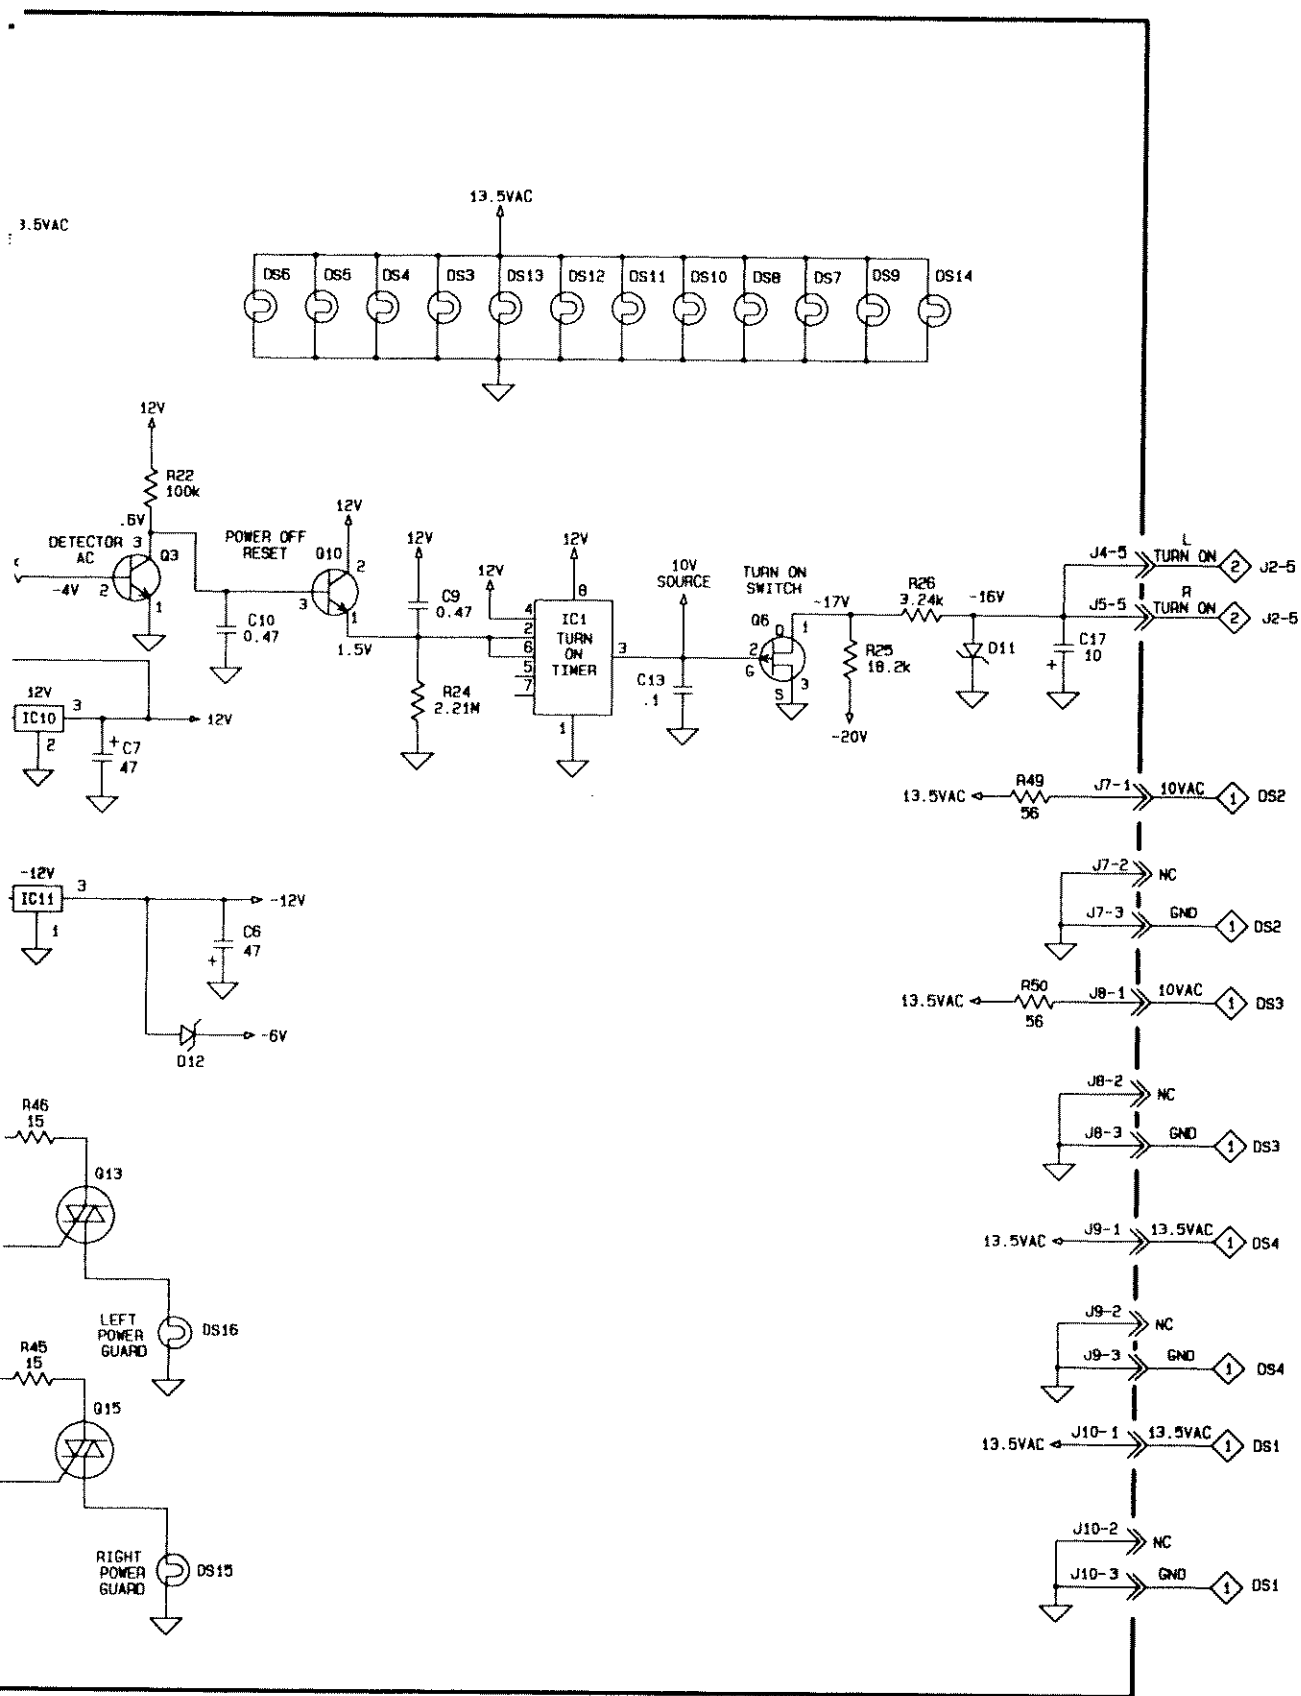 13.5VAC
3.5VAC
DS6 DS5 DS4 DS3 DS13 DS12 DS11 DS10 DS8 DS7 DS9 DS14
12V
R22
100k
.6V
DETECTOR
AC
3
Q3
-4V
2
1
POWER OFF
RESET
12V
Q10
2
3
1
C10
0.47
1.5V
12V
C9
0.47
R24
2.21M
12V
12V
8
4
2
6
5
7
IC1
TURN
ON
TIMER
3
1
10V
SOURCE
C13
.1
TURN ON
SWITCH
Q6
D
1
2
G
S
3
-17V
R25
18.2k
-20V
R26
3.24k
-16V
D11
+
C17
10
J4-5
L
TURN ON
2
J2-5
J5-5
R
TURN ON
2
J2-5
12V
IC10
3
2
12V
+
C7
47
-12V
IC11
3
1
-12V
C6
47
+
D12
-6V
R46
15
Q13
LEFT
POWER
GUARD
DS16
R45
15
Q15
RIGHT
POWER
GUARD
DS15
13.5VAC
R49
56
J7-1
10VAC
1
DS2
J7-2
NC
J7-3
GND
1
DS2
13.5VAC
R50
56
J8-1
10VAC
1
DS3
J8-2
NC
J8-3
GND
1
DS3
13.5VAC
J9-1
13.5VAC
1
DS4
J9-2
NC
J9-3
GND
1
DS4
13.5VAC
J10-1
13.5VAC
1
DS1
J10-2
NC
J10-3
GND
1
DS1